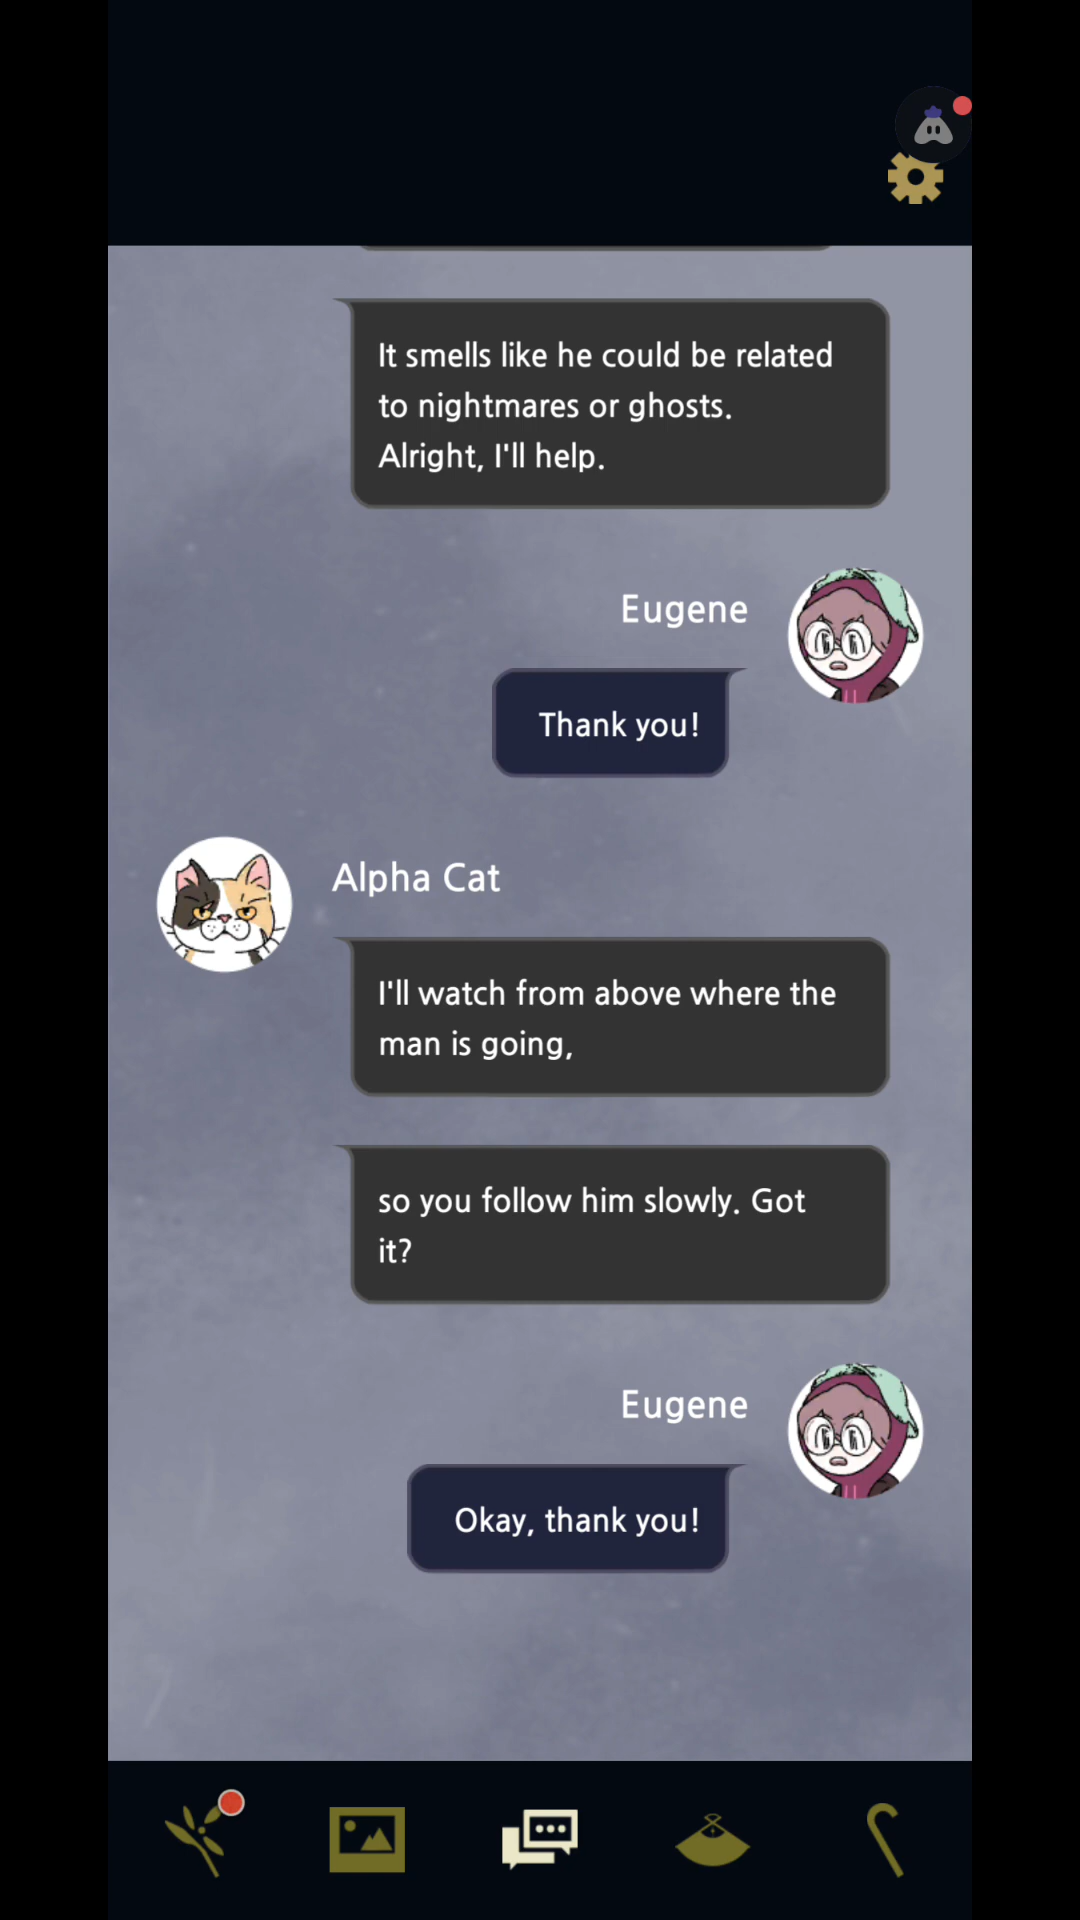 It smells like he could be related
to nightmares or ghosts.
Alright, I'll help.
Eugene
Thank you!
Alpha Cat
I'll watch from above where the
man is going,
so you follow him slowly. Got
it?
Eugene
Okay, thank you!